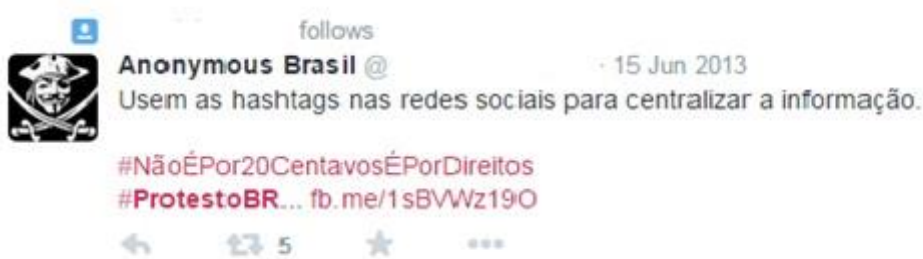 follows
Anonymous Brasil @ · 15 Jun 2013
Usem as hashtags nas redes sociais para centralizar a informação.
#NãoÉPor20CentavosÉPorDireitos
#ProtestoBR... fb.me/1sBVWz19O
5